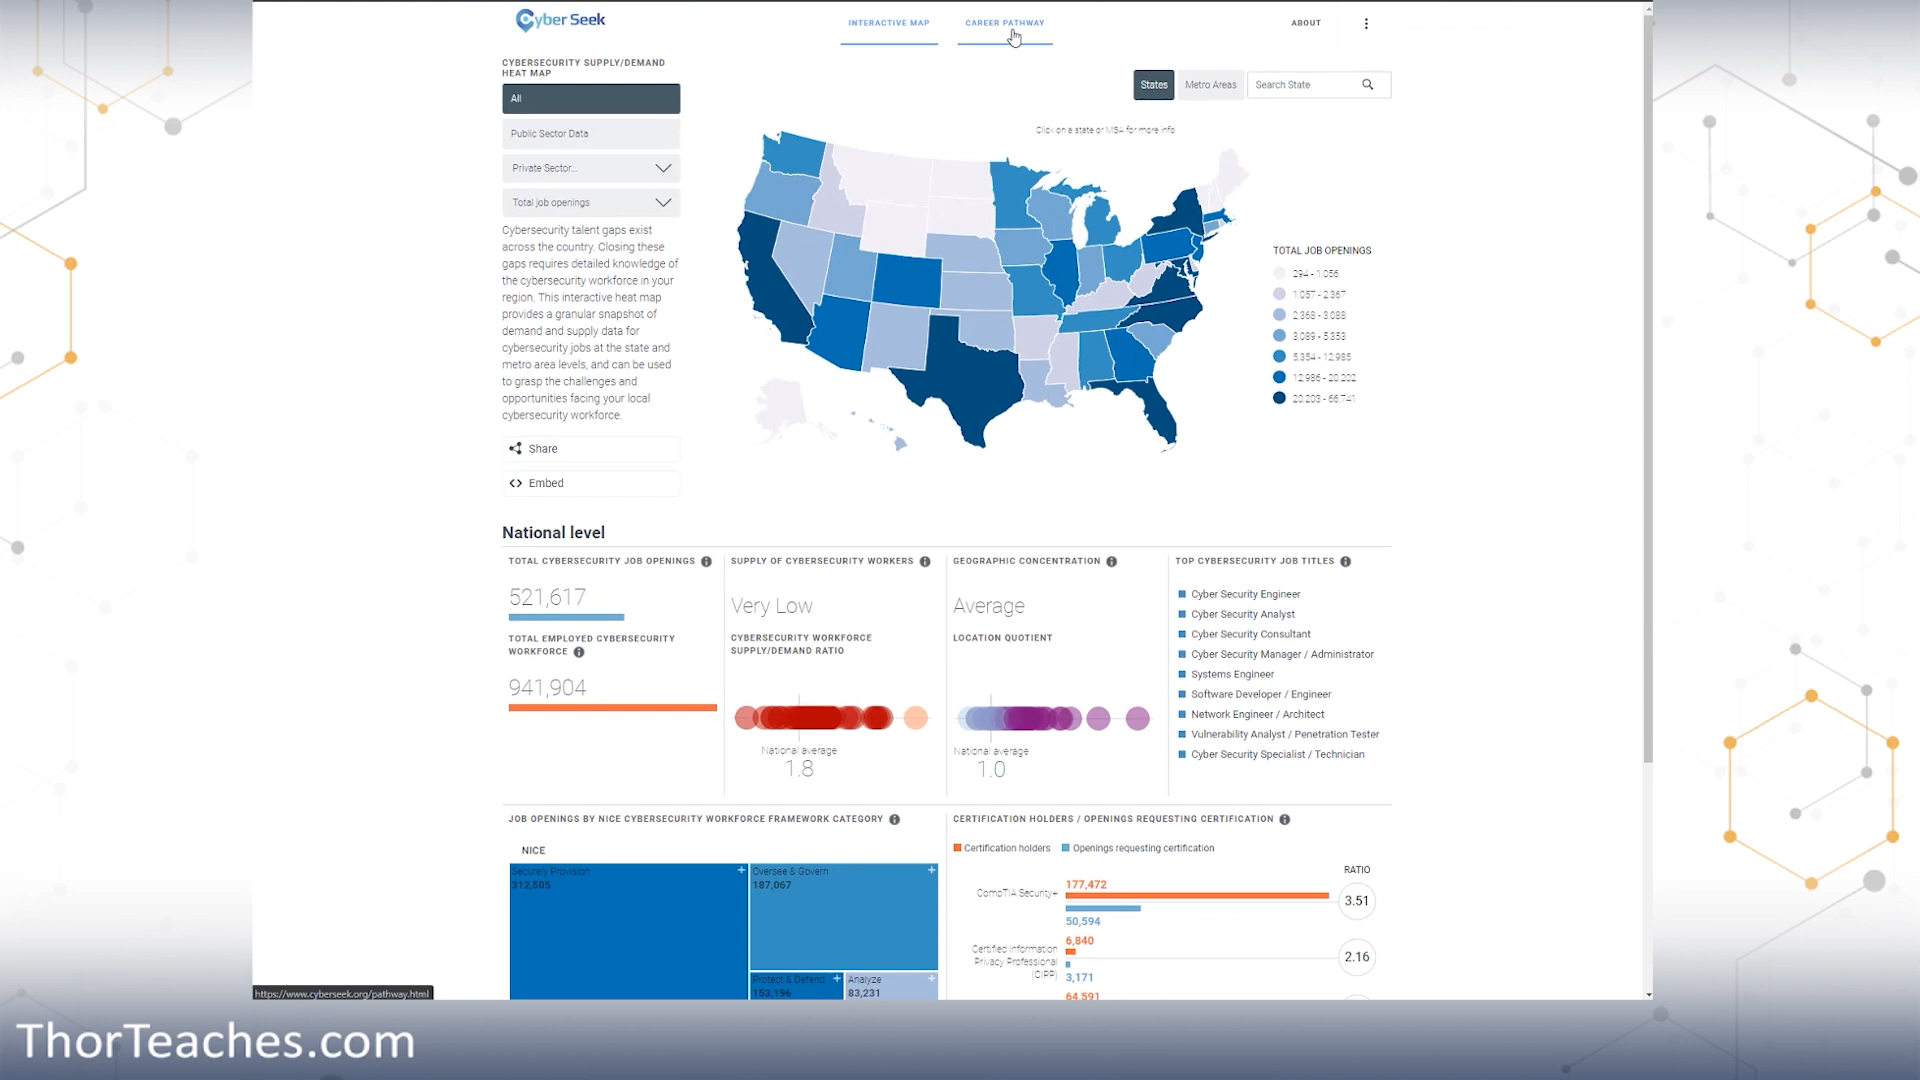 Cyber Seek
INTERACTIVE MAP
CAREER PATHWAY
ABOUT
CYBERSECURITY SUPPLY/DEMAND
HEAT MAP
All
Public Sector Data
Private Sector...
Total job openings
Cybersecurity talent gaps exist
across the country. Closing these
gaps requires detailed knowledge of
the cybersecurity workforce in your
region. This interactive heat map
provides a granular snapshot of
demand and supply data for
cybersecurity jobs at the state and
metro area levels, and can be used
to grasp the challenges and
opportunities facing your local
cybersecurity workforce.
Share
Embed
States
Metro Areas
Search State
Click on a state or MSA for more info
TOTAL JOB OPENINGS
294 - 1,056
1,057 - 2,367
2,368 - 3,088
3,089 - 5,353
5,354 - 12,985
12,986 - 20,202
20,203 - 66,741
National level
TOTAL CYBERSECURITY JOB OPENINGS
521,617
TOTAL EMPLOYED CYBERSECURITY
WORKFORCE
941,904
SUPPLY OF CYBERSECURITY WORKERS
Very Low
CYBERSECURITY WORKFORCE
SUPPLY/DEMAND RATIO
National average
1.8
GEOGRAPHIC CONCENTRATION
Average
LOCATION QUOTIENT
National average
1.0
TOP CYBERSECURITY JOB TITLES
Cyber Security Engineer
Cyber Security Analyst
Cyber Security Consultant
Cyber Security Manager / Administrator
Systems Engineer
Software Developer / Engineer
Network Engineer / Architect
Vulnerability Analyst / Penetration Tester
Cyber Security Specialist / Technician
JOB OPENINGS BY NICE CYBERSECURITY WORKFORCE FRAMEWORK CATEGORY
NICE
Securely Provision
312,505
Oversee & Govern
187,067
Protect & Defend
153,196
Analyze
83,231
CERTIFICATION HOLDERS / OPENINGS REQUESTING CERTIFICATION
Certification holders
Openings requesting certification
RATIO
CompTIA Security+
177,472
50,594
3.51
Certified Information
Privacy Professional
(CIPP)
6,840
3,171
2.16
64,591
https://www.cyberseek.org/pathway.html
ThorTeaches.com